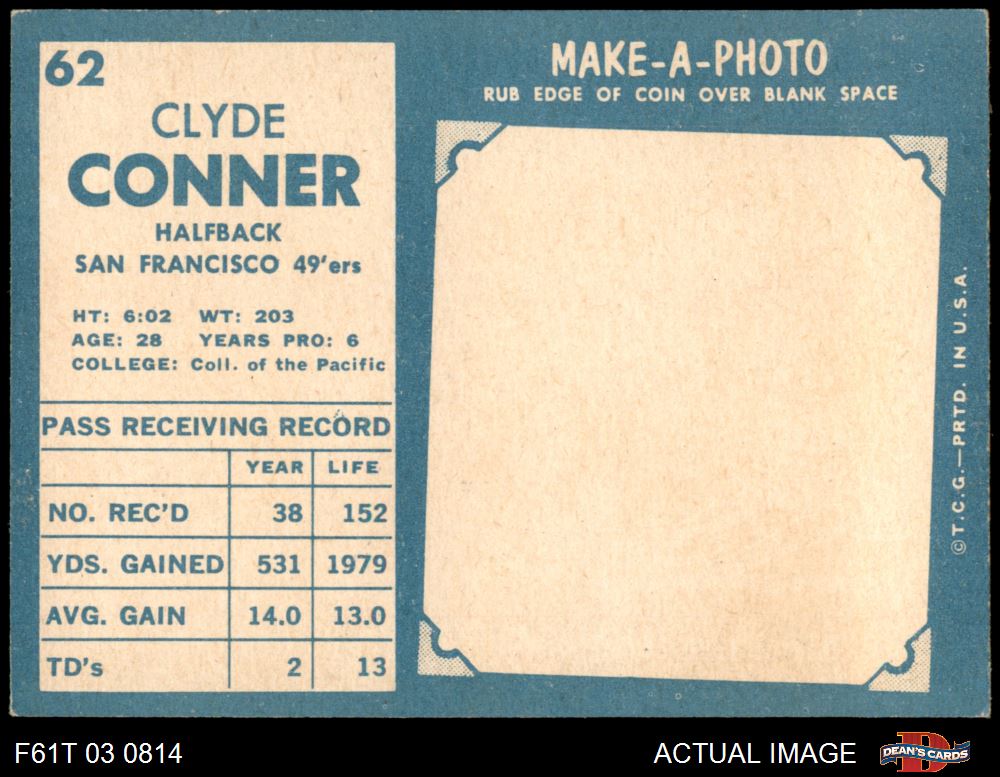 62
CLYDE
CONNER
HALFBACK
SAN FRANCISCO 49'ers
HT: 6:02 WT: 203
AGE: 28 YEARS PRO: 6
COLLEGE: Coll. of the Pacific
PASS RECEIVING RECORD
YEAR LIFE
NO. REC'D 38 152
YDS. GAINED 531 1979
AVG. GAIN 14.0 13.0
TD's 2 13
MAKE-A-PHOTO
RUB EDGE OF COIN OVER BLANK SPACE
©T.C.G.—PRTD. IN U.S.A.
F61T 03 0814
ACTUAL IMAGE
D
DEAN'S CARDS